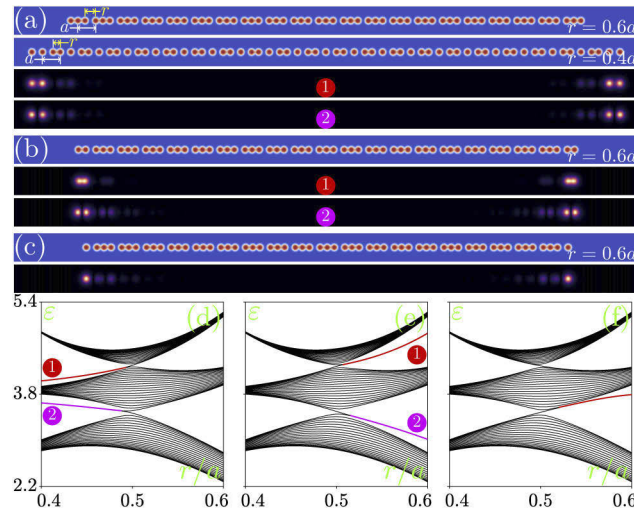 (a) r
a r = 0.6a
r
a r = 0.4a
1
2
(b) r = 0.6a
1
2
(c) r = 0.6a
5.4 ε (d) ε (e) ε (f)
1 1
3.8
2 2
r/a r/a r/a
2.2
0.4 0.5 0.6 0.4 0.5 0.6 0.4 0.5 0.6